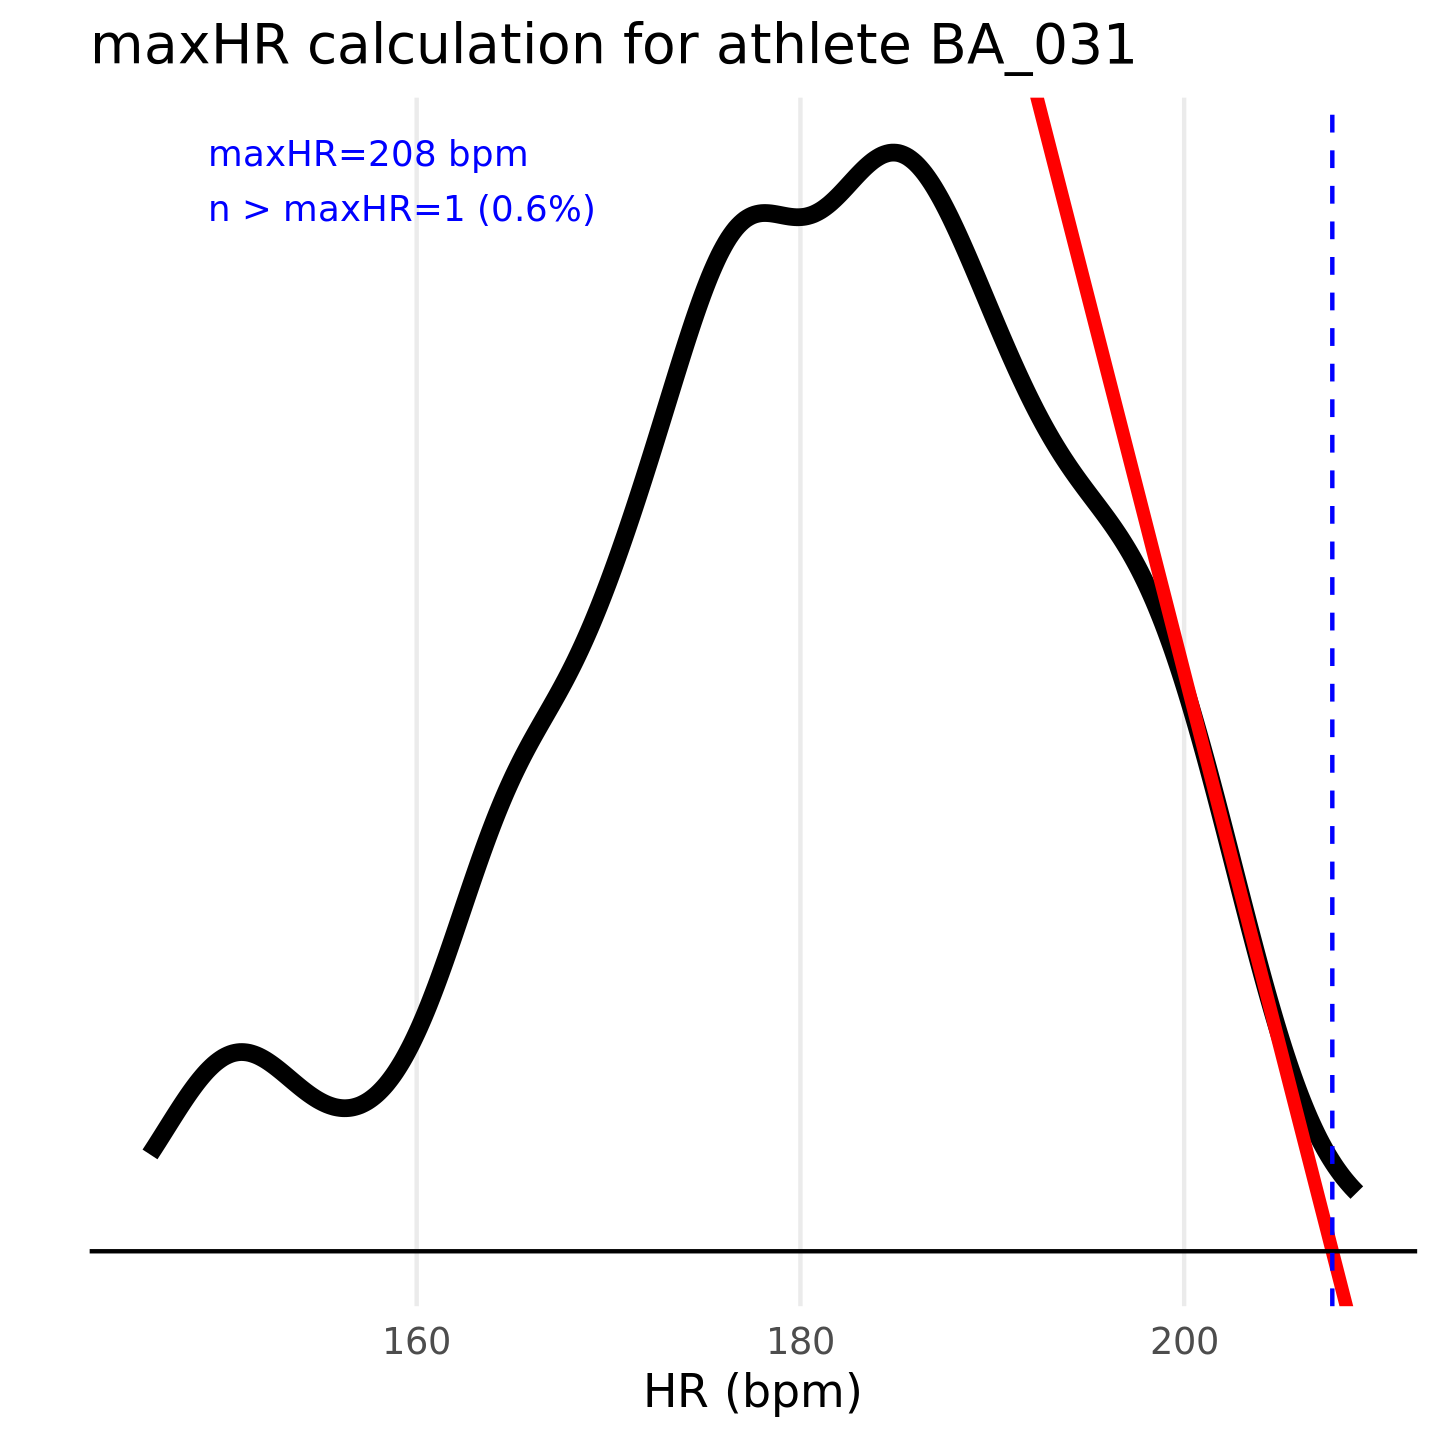 maxHR calculation for athlete BA_031
maxHR=208 bpm
n > maxHR=1 (0.6%)
160 180 200
HR (bpm)